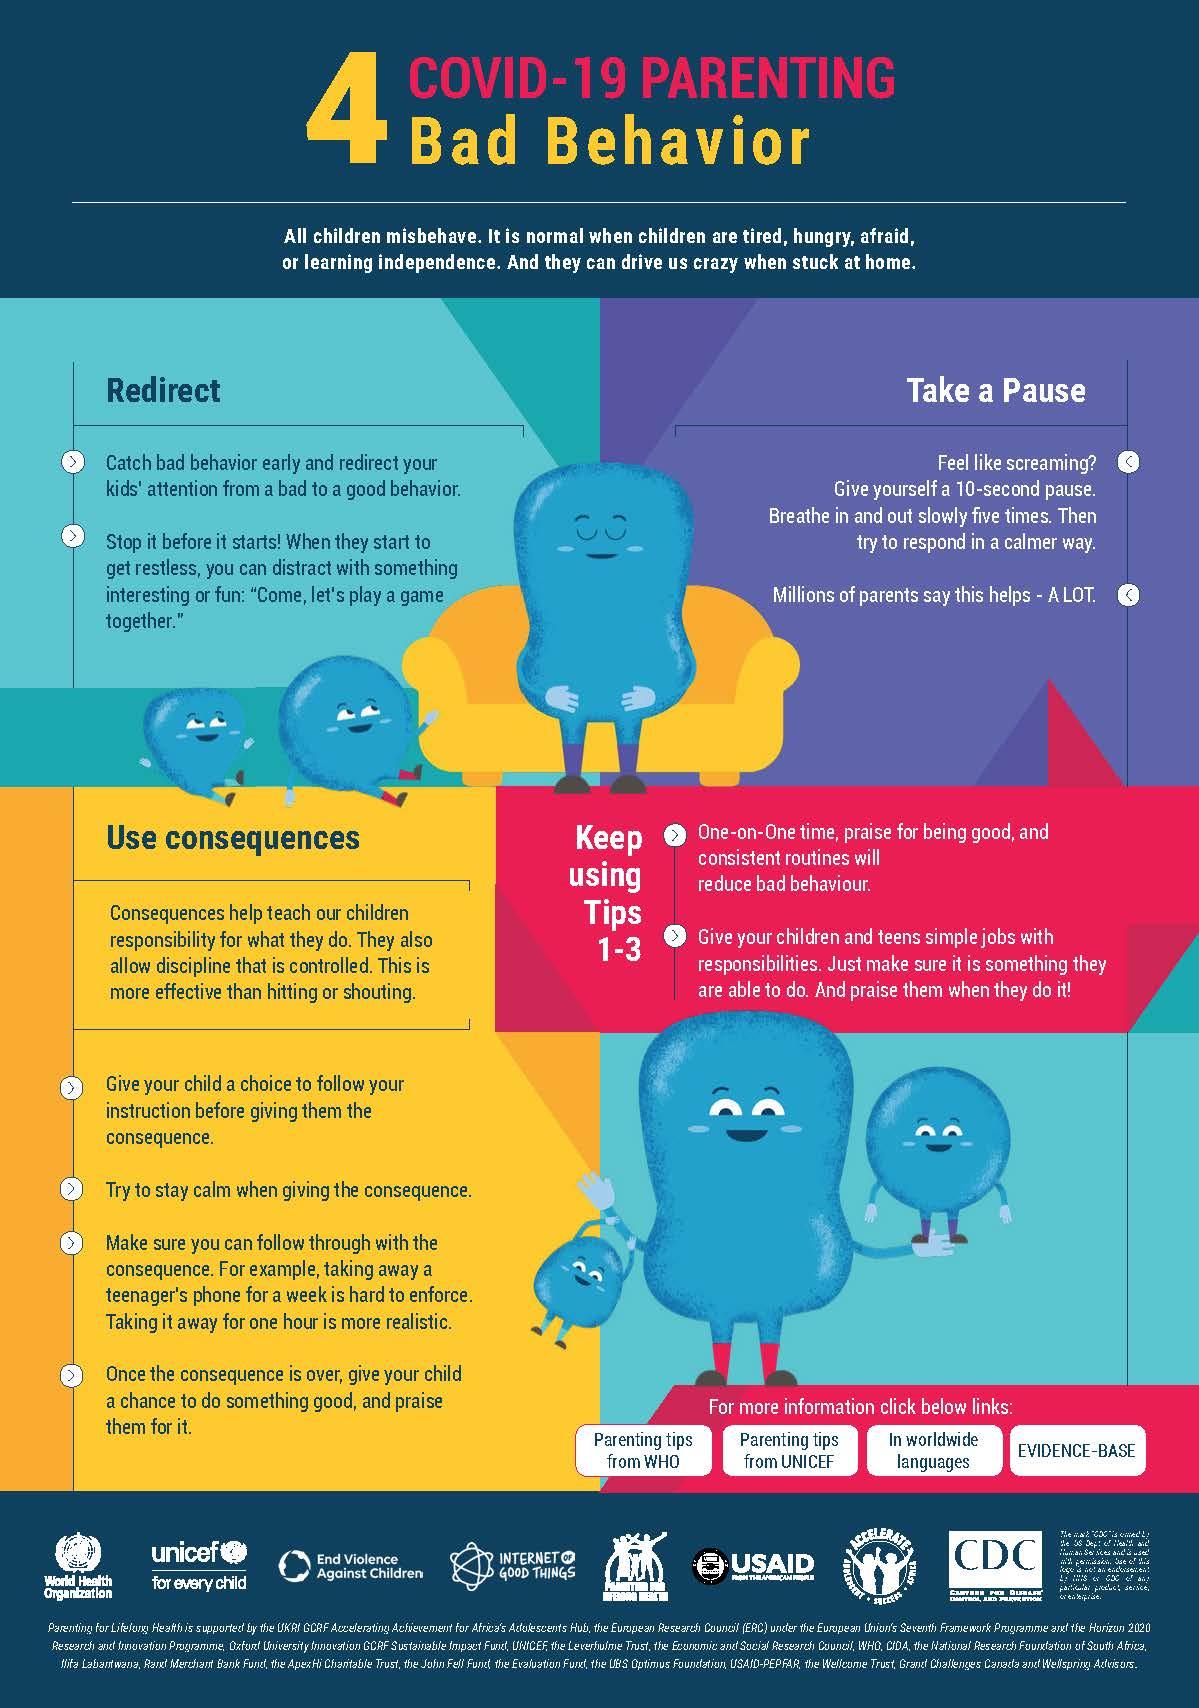 4 COVID-19 PARENTING
Bad Behavior
All children misbehave. It is normal when children are tired, hungry, afraid,
or learning independence. And they can drive us crazy when stuck at home.
Redirect
Catch bad behavior early and redirect your
kids' attention from a bad to a good behavior.
Stop it before it starts! When they start to
get restless, you can distract with something
interesting or fun: “Come, let's play a game
together.”
Take a Pause
Feel like screaming?
Give yourself a 10-second pause.
Breathe in and out slowly five times. Then
try to respond in a calmer way.
Millions of parents say this helps - A LOT.
Use consequences
Consequences help teach our children
responsibility for what they do. They also
allow discipline that is controlled. This is
more effective than hitting or shouting.
Give your child a choice to follow your
instruction before giving them the
consequence.
Try to stay calm when giving the consequence.
Make sure you can follow through with the
consequence. For example, taking away a
teenager's phone for a week is hard to enforce.
Taking it away for one hour is more realistic.
Once the consequence is over, give your child
a chance to do something good, and praise
them for it.
Keep
using
Tips
1-3
One-on-One time, praise for being good, and
consistent routines will
reduce bad behaviour.
Give your children and teens simple jobs with
responsibilities. Just make sure it is something they
are able to do. And praise them when they do it!
For more information click below links:
Parenting tips
from WHO
Parenting tips
from UNICEF
In worldwide
languages
EVIDENCE-BASE
World Health
Organization
unicef
for every child
End Violence
Against Children
INTERNET OF
GOOD THINGS
PARENTING FOR
LIFELONG HEALTH
USAID
FROM THE AMERICAN PEOPLE
ACCELERATE
SUCCESS
AFRICA
CDC
CENTERS FOR DISEASE
CONTROL AND PREVENTION
The mark "CDC" is owned by
the US Dept of Health and
Human Services and is used
with permission. Use of this
logo is not an endorsement
by HHS or CDC of any
particular product, service,
or enterprise.
Parenting for Lifelong Health is supported by the UKRI GCRF Accelerating Achievement for Africa's Adolescents Hub, the European Research Council (ERC) under the European Union's Seventh Framework Programme and the Horizon 2020
Research and Innovation Programme, Oxford University Innovation GCRF Sustainable Impact Fund, UNICEF, the Leverhulme Trust, the Economic and Social Research Council, WHO, CIDA, the National Research Foundation of South Africa,
Ilifa Labantwana, Rand Merchant Bank Fund, the ApexHi Charitable Trust, the John Fell Fund, the Evaluation Fund, the UBS Optimus Foundation, USAID-PEPFAR, the Wellcome Trust, Grand Challenges Canada and Wellspring Advisors.